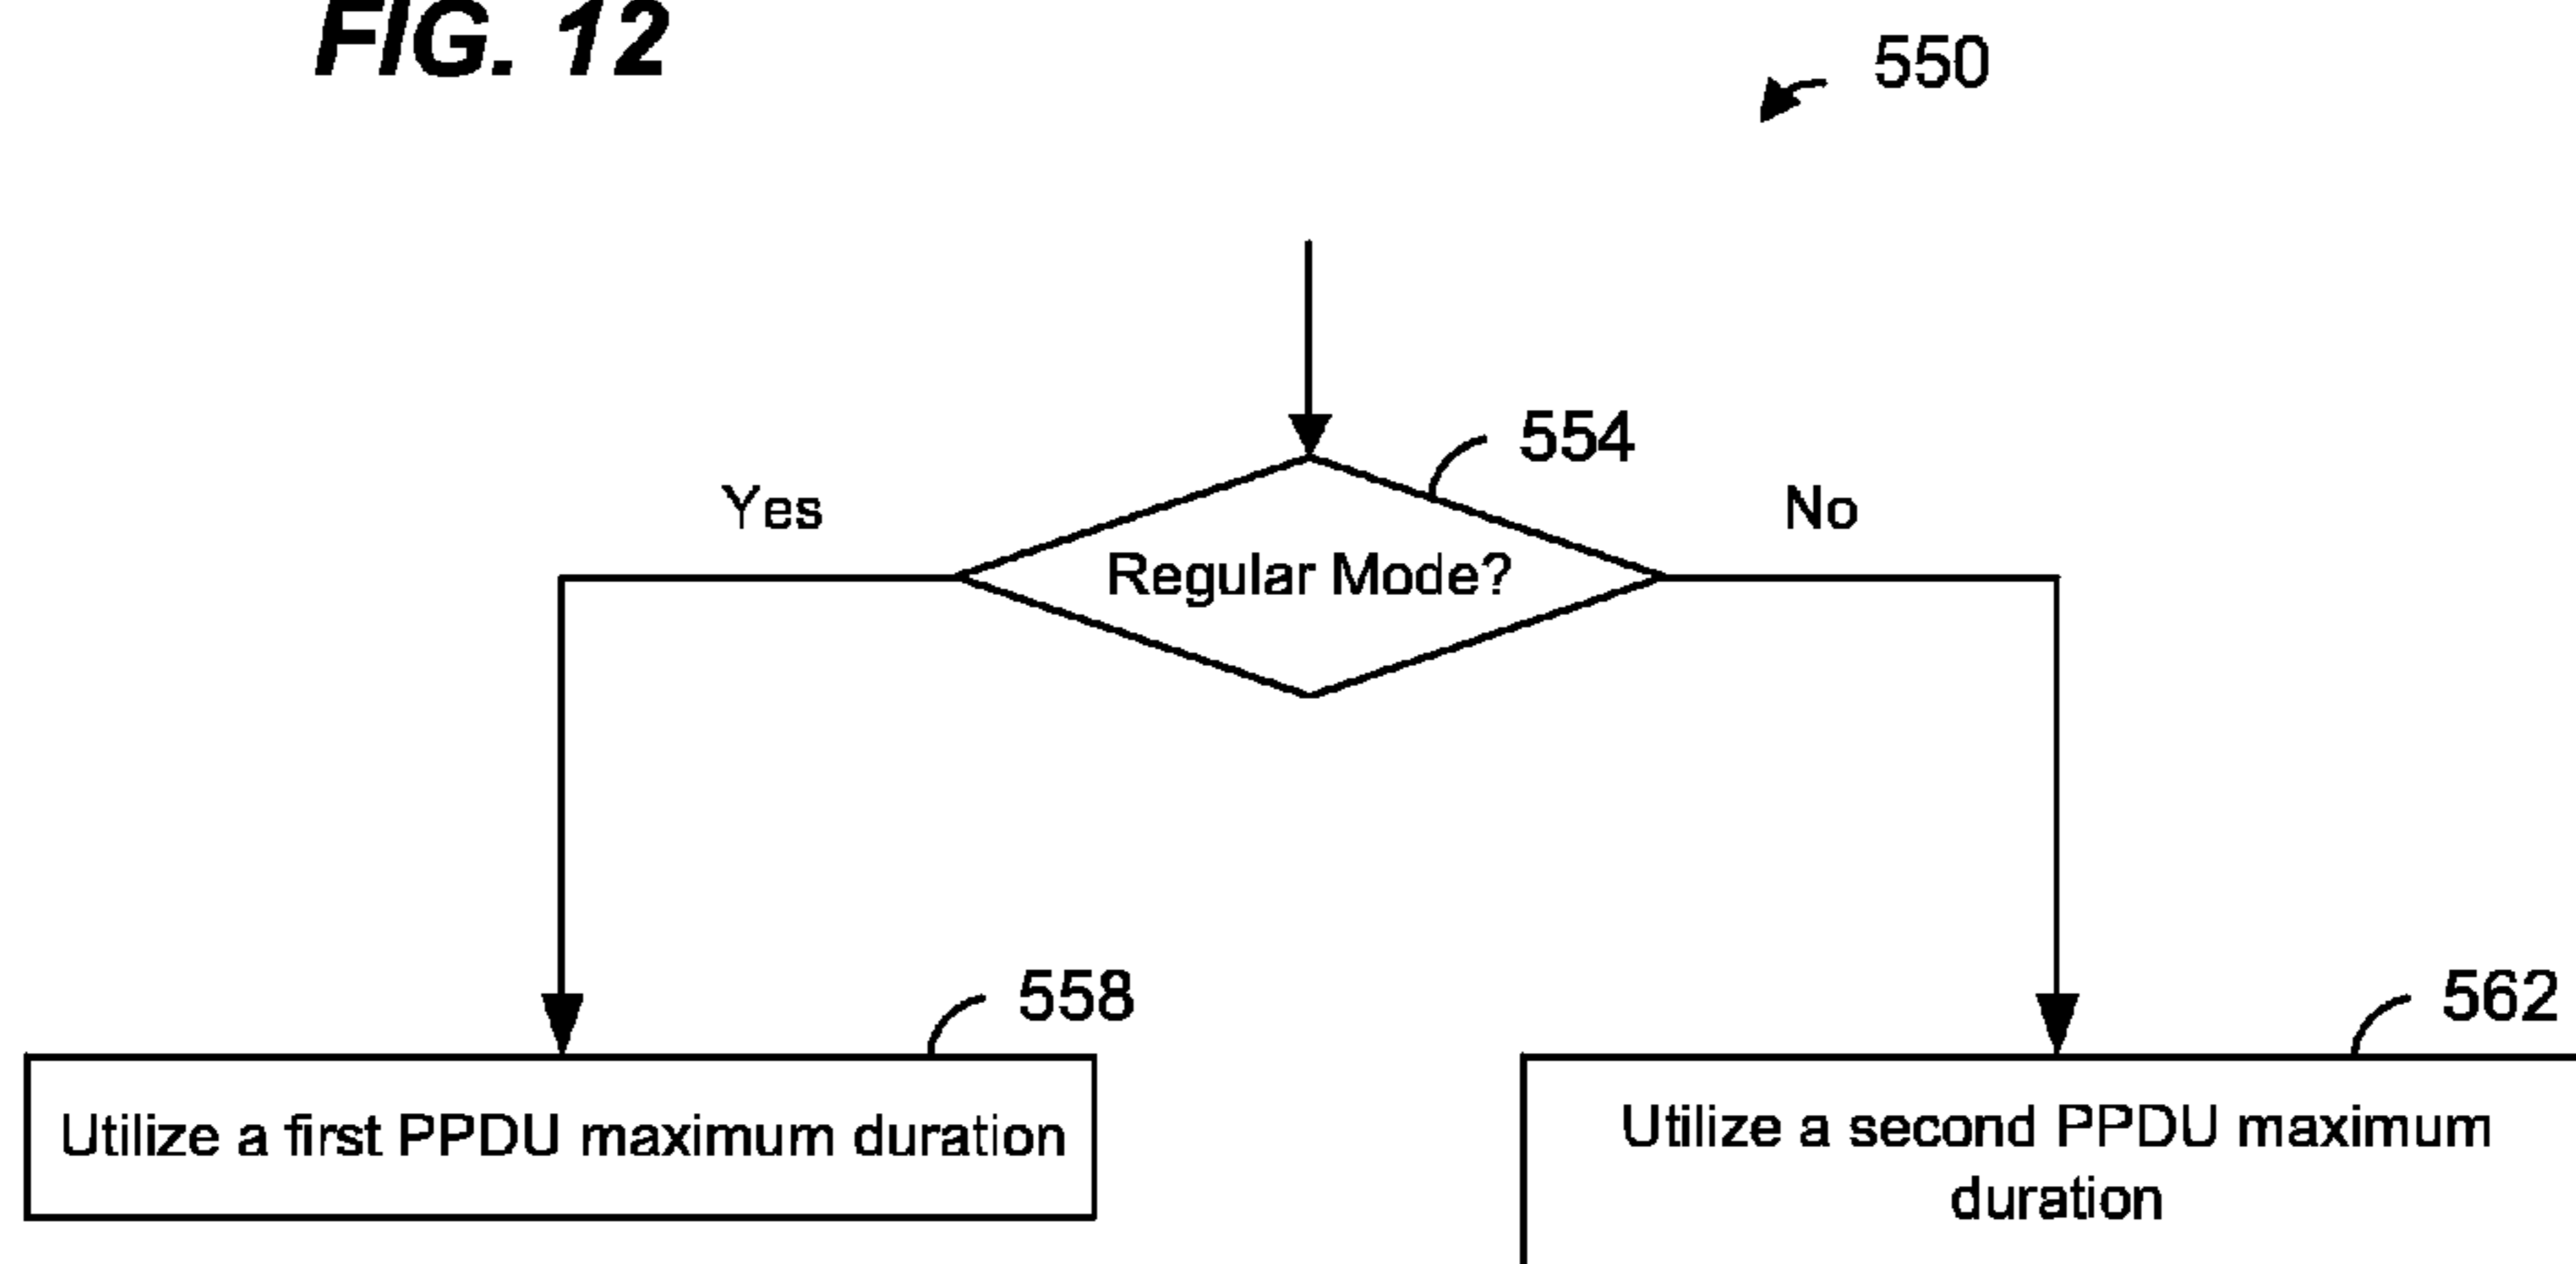 FIG. 12
550
554
Yes
No
Regular Mode?
558
562
Utilize a first PPDU maximum duration
Utilize a second PPDU maximum
duration